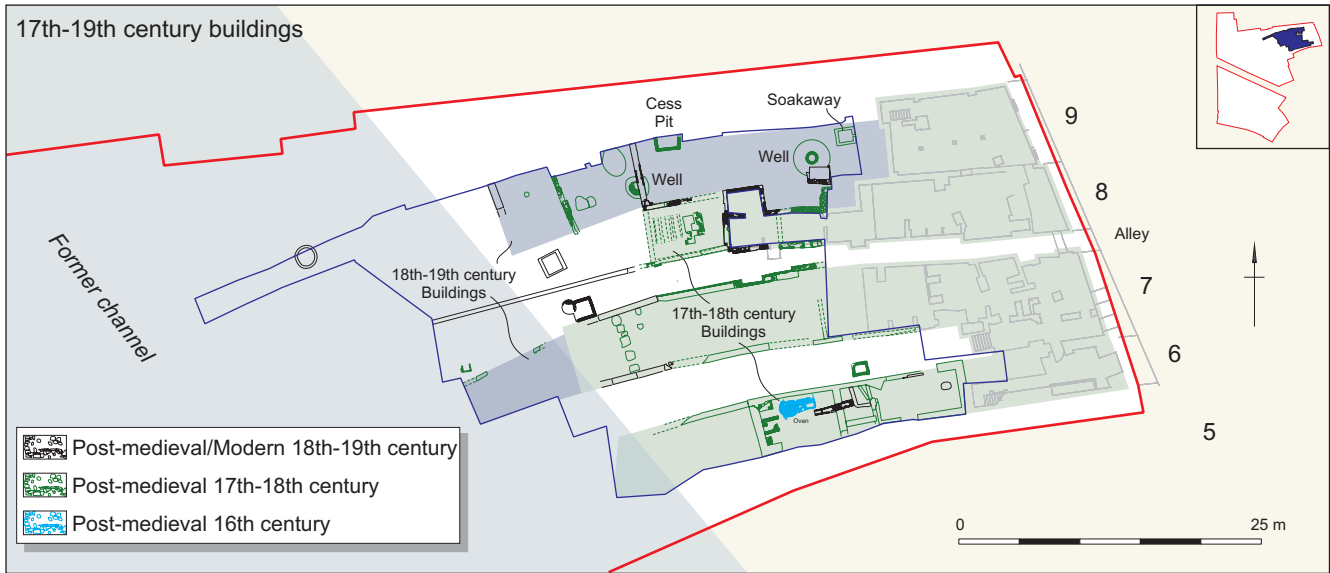 17th-19th century buildings
Cess
Pit
Soakaway
Well
Well
9
8
Alley
7
6
5
Former channel
18th-19th century
Buildings
17th-18th century
Buildings
Oven
Post-medieval/Modern 18th-19th century
Post-medieval 17th-18th century
Post-medieval 16th century
0
25 m